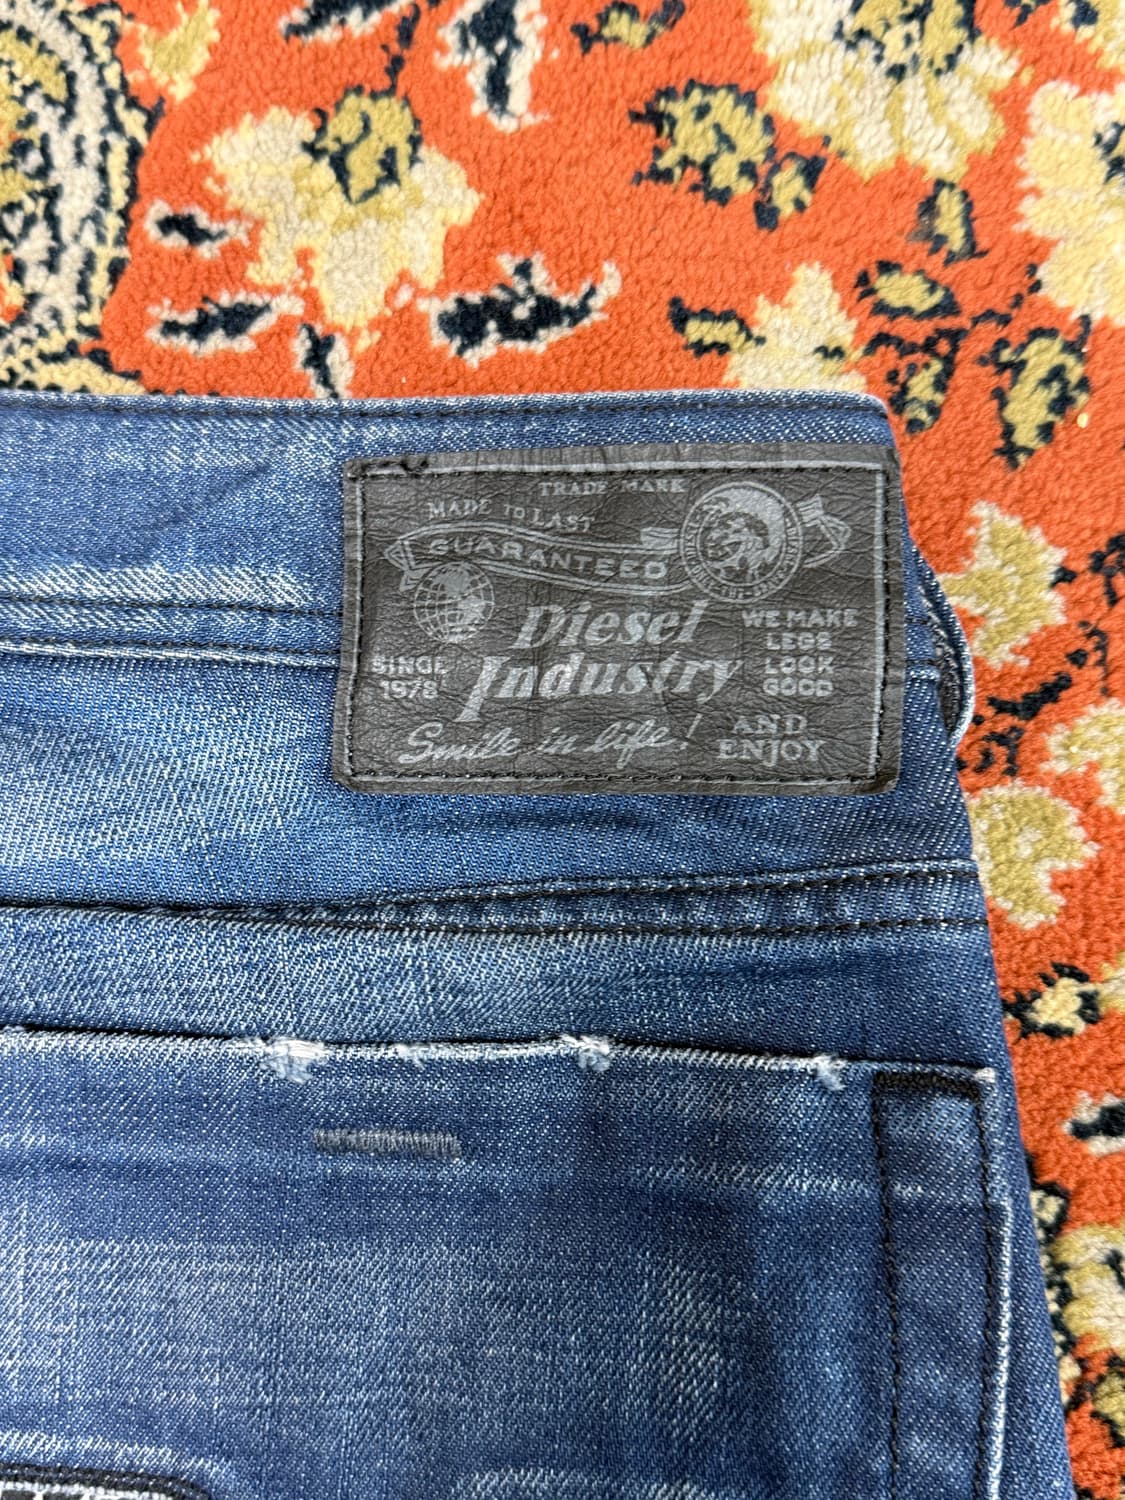 TRADE MARK
MADE TO LAST
GUARANTEED
Diesel
Industry
SINCE
1978
WE MAKE
LEGS
LOOK
GOOD
AND
ENJOY
Smile in life!